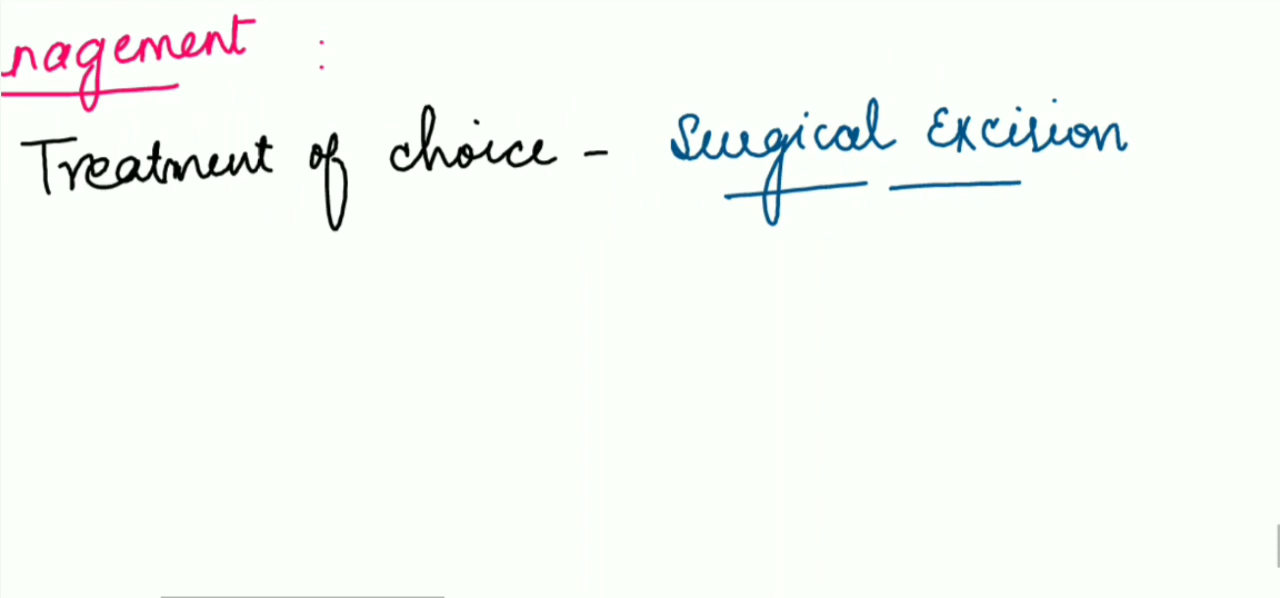 nagement :
Treatment of choice - Surgical Excision